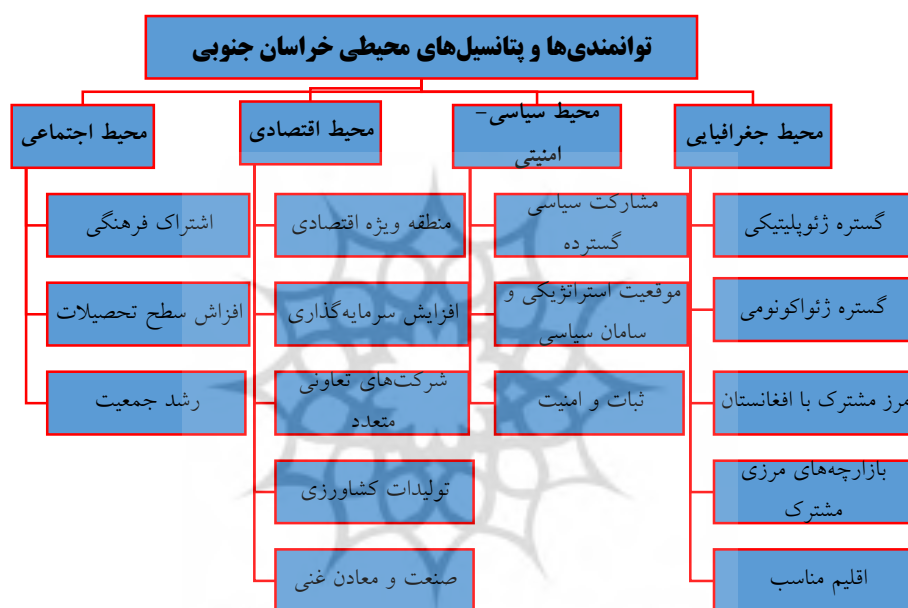 توانمندی‌ها و پتانسیل‌های محیطی خراسان جنوبی
محیط جغرافیایی
گستره ژئوپلیتیکی
گستره ژئواکونومی
مرز مشترک با افغانستان
بازارچه‌های مرزی
مشترک
اقلیم مناسب
محیط سیاسی-
امنیتی
مشارکت سیاسی
گسترده
موقعیت استراتژیکی و
سامان سیاسی
ثبات و امنیت
محیط اقتصادی
منطقه ویژه اقتصادی
افزایش سرمایه‌گذاری
شرکت‌های تعاونی
متعدد
تولیدات کشاورزی
صنعت و معادن غنی
محیط اجتماعی
اشتراک فرهنگی
افزاش سطح تحصیلات
رشد جمعیت